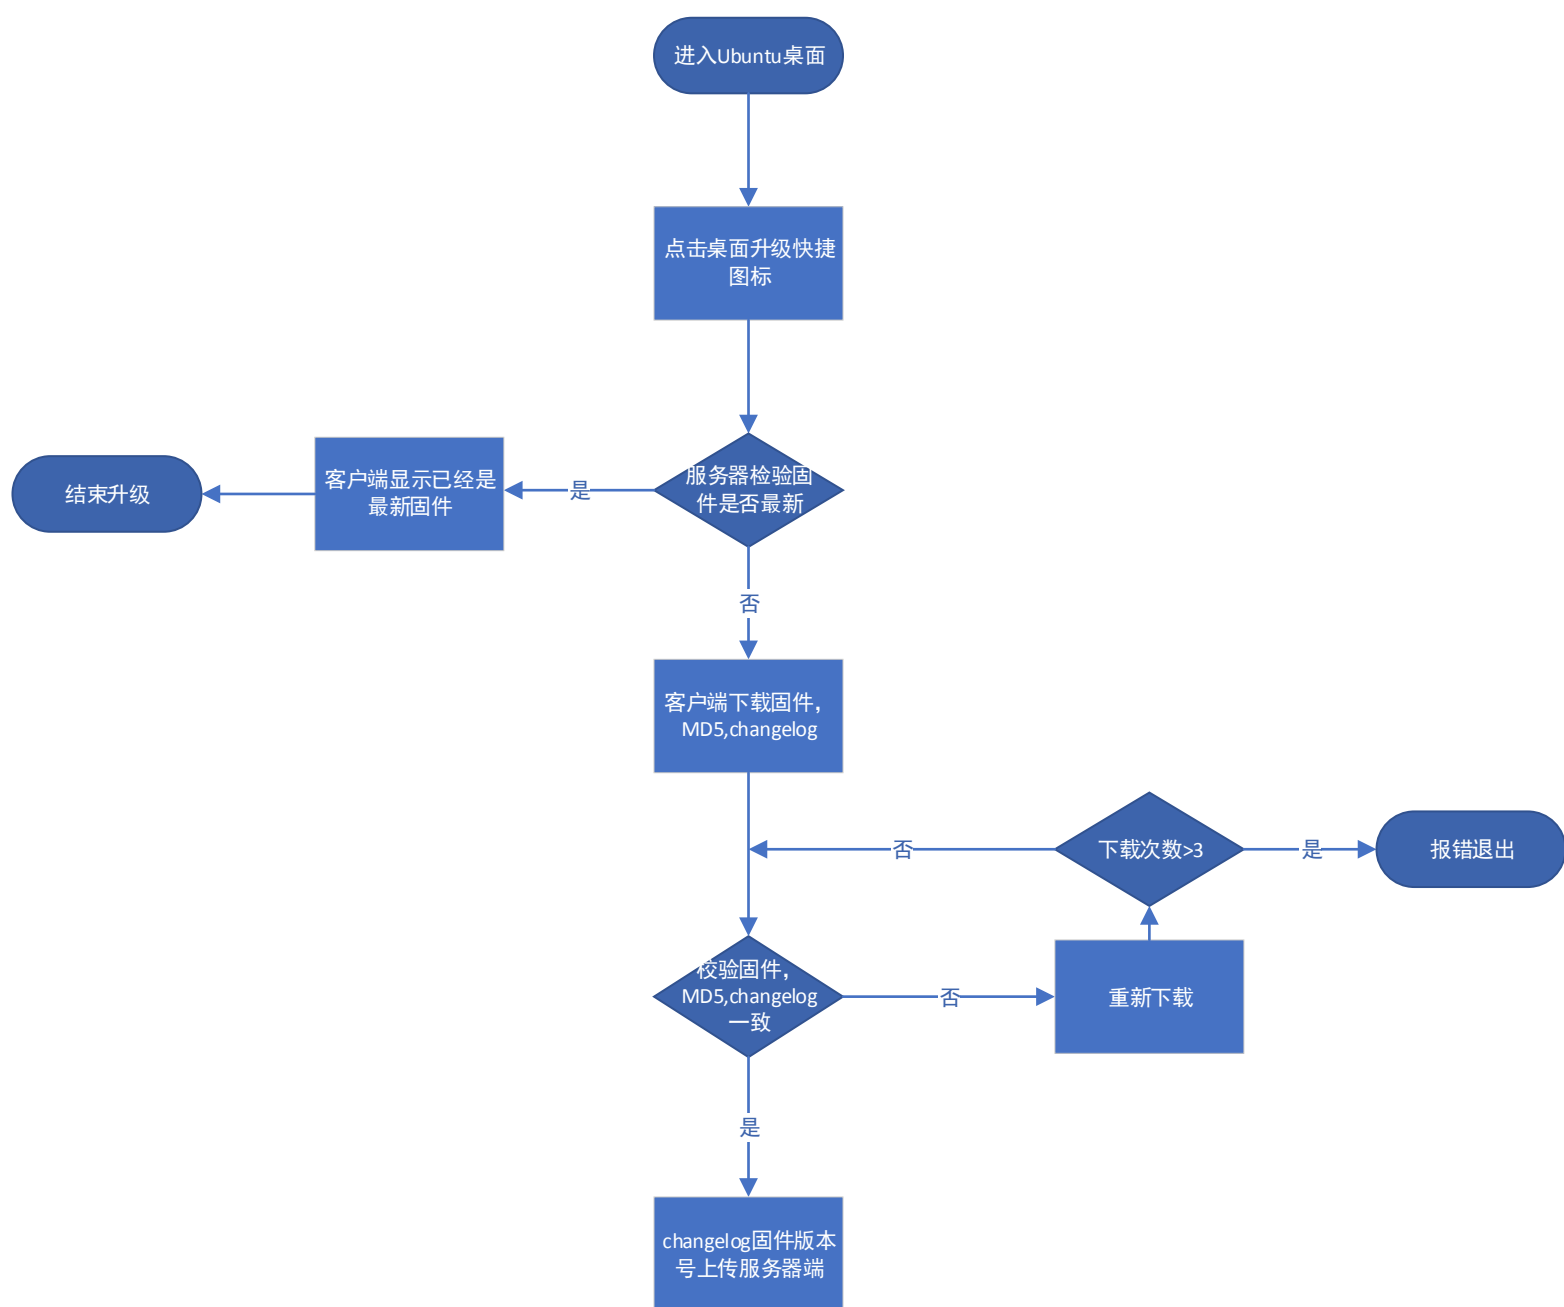 进入Ubuntu桌面
点击桌面升级快捷
图标
服务器检验固
件是否最新
是
客户端显示已经是
最新固件
结束升级
否
客户端下载固件，
MD5,changelog
否
下载次数>3
是
报错退出
校验固件，
MD5,changelog
一致
否
重新下载
是
changelog固件版本
号上传服务器端